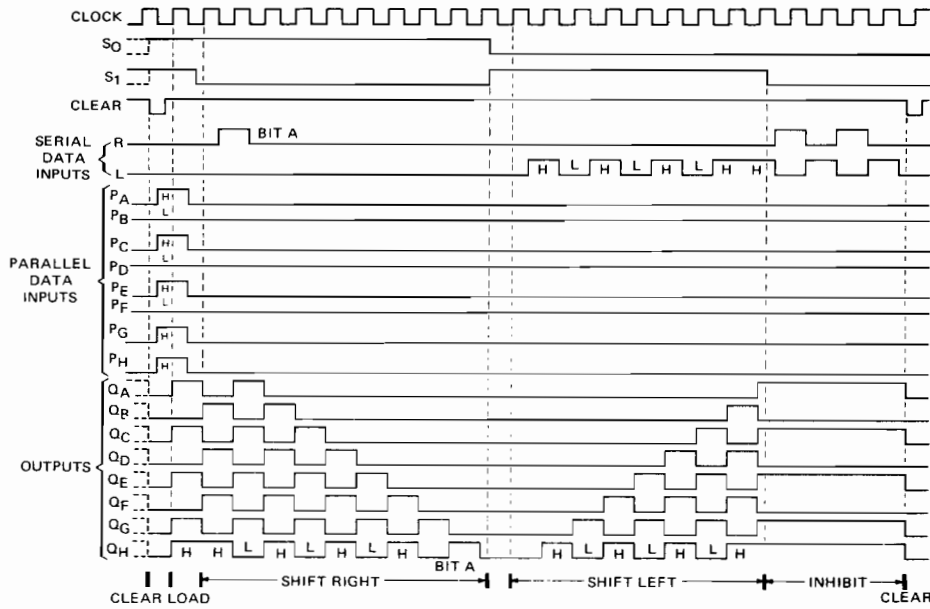 CLOCK
S0
S1
CLEAR
SERIAL DATA INPUTS
R BIT A
L H L H L H L H H
PARALLEL DATA INPUTS
PA H
PB L
PC H
PD L
PE H
PF L
PG H
PH H
OUTPUTS
QA
QB
QC
QD
QE
QF
QG
QH H H L H L H L H BIT A H L H L H L H
SHIFT RIGHT SHIFT LEFT INHIBIT
CLEAR LOAD CLEAR